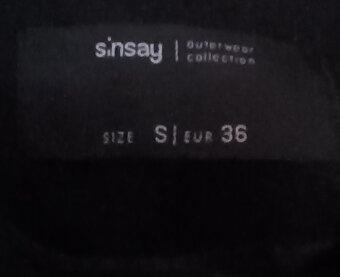 sinsay | outerwear
collection
SIZE S | EUR 36